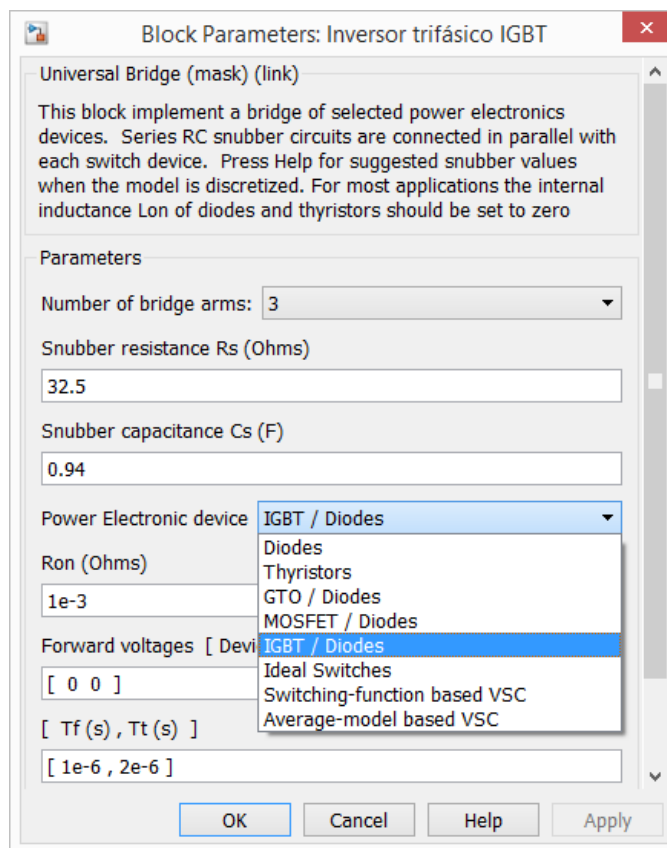 Block Parameters: Inversor trifásico IGBT
Universal Bridge (mask) (link)
This block implement a bridge of selected power electronics
devices. Series RC snubber circuits are connected in parallel with
each switch device. Press Help for suggested snubber values
when the model is discretized. For most applications the internal
inductance Lon of diodes and thyristors should be set to zero
Parameters
Number of bridge arms: 3
Snubber resistance Rs (Ohms)
32.5
Snubber capacitance Cs (F)
0.94
Power Electronic device IGBT / Diodes
Diodes
Thyristors
GTO / Diodes
MOSFET / Diodes
IGBT / Diodes
Ideal Switches
Switching-function based VSC
Average-model based VSC
Ron (Ohms)
1e-3
Forward voltages [ Devi
[ 0 0 ]
[ Tf (s) , Tt (s) ]
[ 1e-6 , 2e-6 ]
OK Cancel Help Apply